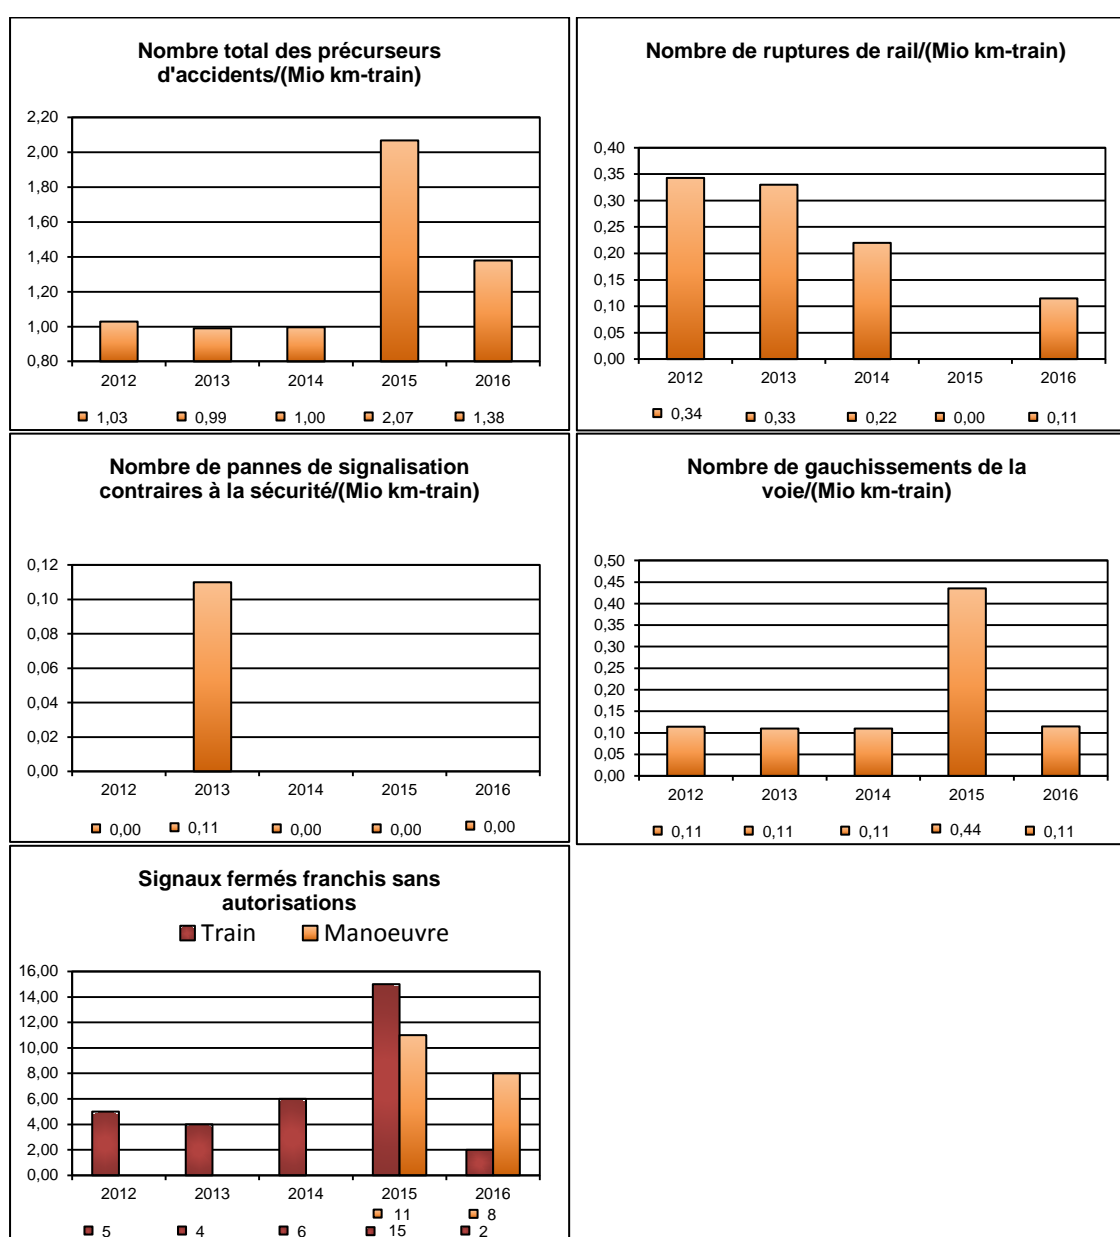 Nombre total des précurseurs
d'accidents/(Mio km-train)
2,20
2,00
1,80
1,60
1,40
1,20
1,00
0,80
2012 2013 2014 2015 2016
1,03 0,99 1,00 2,07 1,38
Nombre de ruptures de rail/(Mio km-train)
0,40
0,35
0,30
0,25
0,20
0,15
0,10
0,05
0,00
2012 2013 2014 2015 2016
0,34 0,33 0,22 0,00 0,11
Nombre de pannes de signalisation
contraires à la sécurité/(Mio km-train)
0,12
0,10
0,08
0,06
0,04
0,02
0,00
2012 2013 2014 2015 2016
0,00 0,11 0,00 0,00 0,00
Nombre de gauchissements de la
voie/(Mio km-train)
0,50
0,45
0,40
0,35
0,30
0,25
0,20
0,15
0,10
0,05
0,00
2012 2013 2014 2015 2016
0,11 0,11 0,11 0,44 0,11
Signaux fermés franchis sans
autorisations
Train Manoeuvre
16,00
14,00
12,00
10,00
8,00
6,00
4,00
2,00
0,00
2012 2013 2014 2015 2016
11 8
5 4 6 15 2